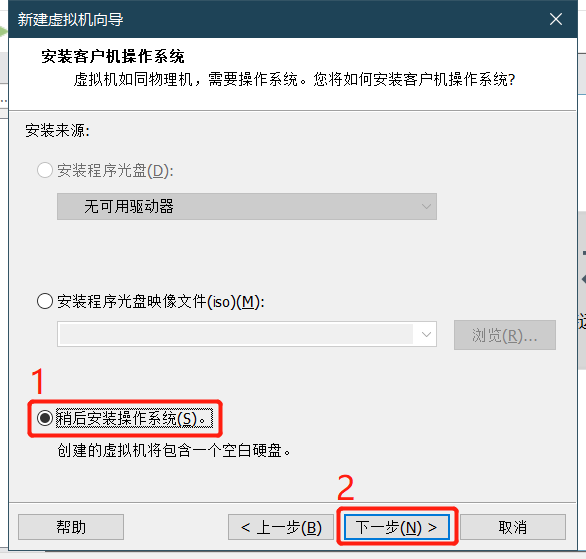 新建虚拟机向导
安装客户机操作系统
虚拟机如同物理机，需要操作系统。您将如何安装客户机操作系统?
安装来源:
安装程序光盘(D):
无可用驱动器
安装程序光盘映像文件(iso)(M):
浏览(R)...
1
稍后安装操作系统(S)。
创建的虚拟机将包含一个空白硬盘。
2
帮助
< 上一步(B)
下一步(N) >
取消